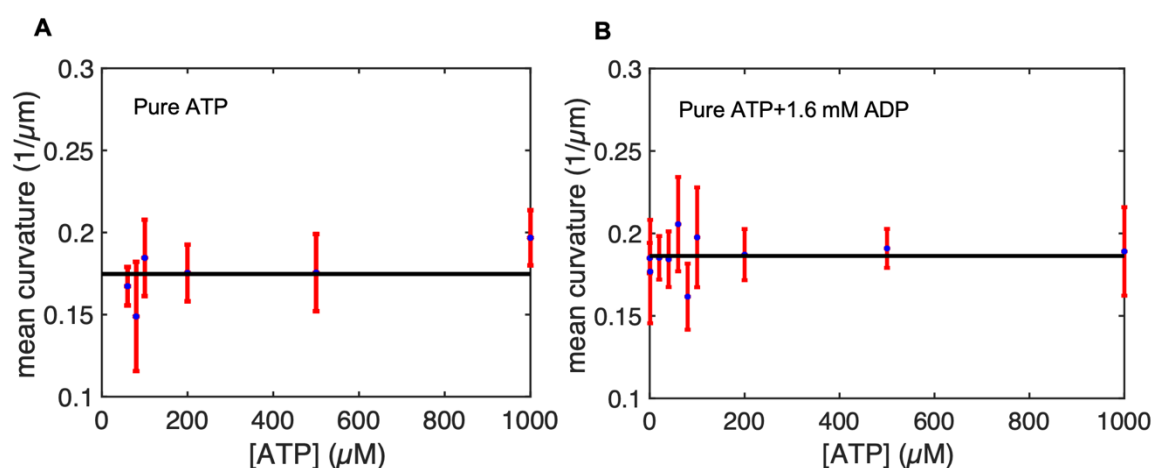 A
mean curvature (1/μm)
0.3
0.25
0.2
0.15
0.1
Pure ATP
0
200
400
600
800
1000
[ATP] (μM)
B
mean curvature (1/μm)
0.3
0.25
0.2
0.15
0.1
Pure ATP+1.6 mM ADP
0
200
400
600
800
1000
[ATP] (μM)